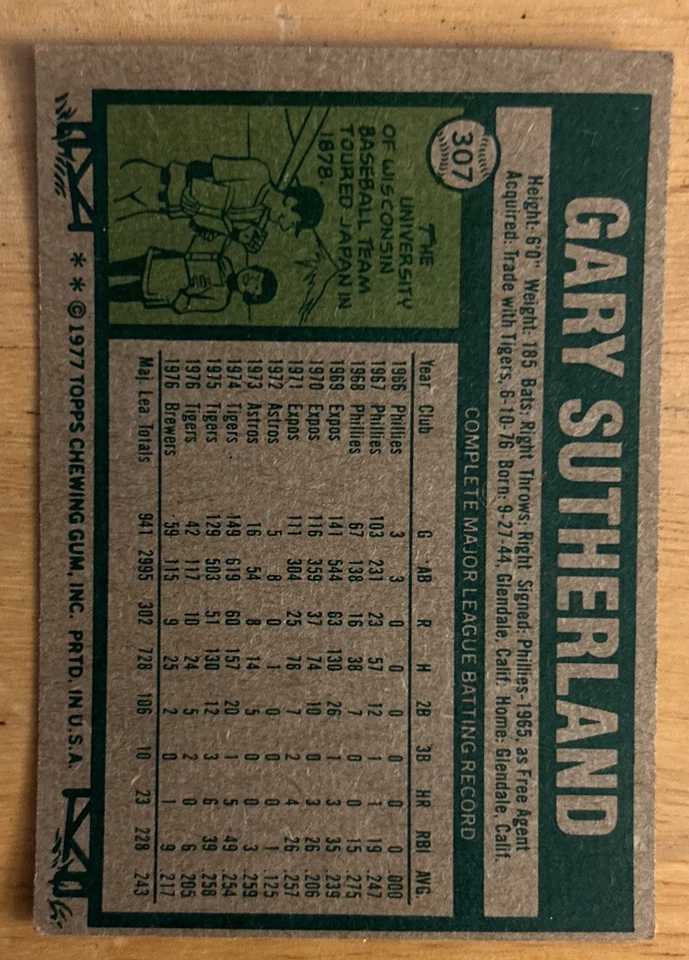 GARY SUTHERLAND
307
Height: 6'0" Weight: 185 Bats: Right Throws: Right Signed: Phillies-1965, as Free Agent
Acquired: Trade with Tigers, 6-10-76 Born: 9-27-44, Glendale, Calif. Home: Glendale, Calif.
THE
UNIVERSITY
OF WISCONSIN
BASEBALL TEAM
TOURED JAPAN IN
1878.
COMPLETE MAJOR LEAGUE BATTING RECORD
Year Club G AB R H 2B 3B HR RBI AVG.
1966 Phillies 3 3 0 0 0 0 0 0 .000
1967 Phillies 103 231 23 57 12 1 1 19 .247
1968 Phillies 67 138 16 38 7 0 0 15 .275
1969 Expos 141 544 63 130 26 1 3 35 .239
1970 Expos 116 359 37 74 10 0 3 26 .206
1971 Expos 111 304 25 78 7 2 4 26 .257
1972 Astros 5 8 0 1 0 0 0 1 .125
1973 Astros 16 54 8 14 5 0 0 3 .259
1974 Tigers 149 619 60 157 20 1 5 49 .254
1975 Tigers 129 503 51 130 12 3 6 39 .258
1976 Tigers 42 117 10 24 5 2 0 6 .205
1976 Brewers 59 115 9 25 2 0 1 9 .217
Maj. Lea. Totals 941 2995 302 728 106 10 23 228 .243
* * © 1977 TOPPS CHEWING GUM, INC. PRTD. IN U.S.A.